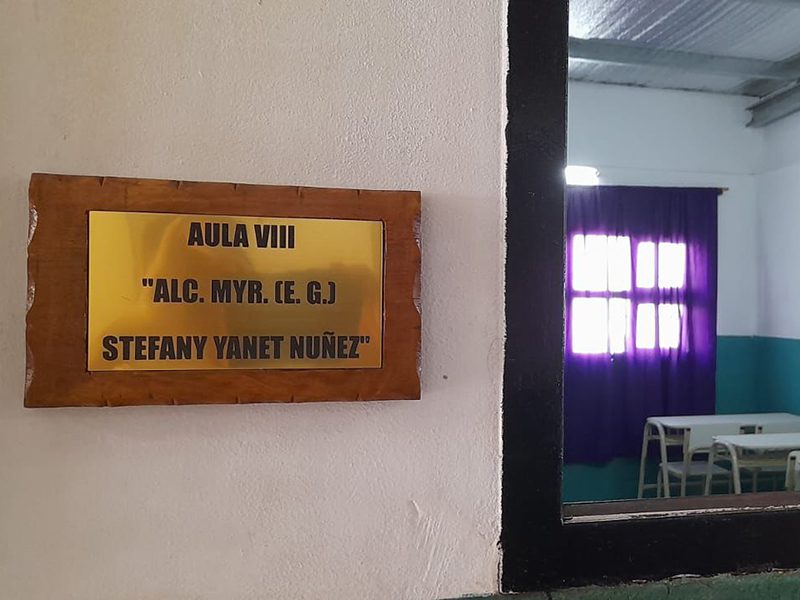 AULA VIII
"ALC. MYR. (E. G.)
STEFANY YANET NUÑEZ"